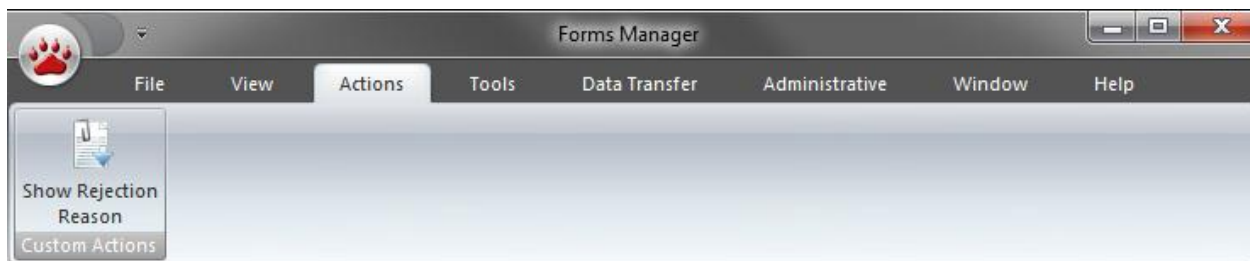 Forms Manager
File View Actions Tools Data Transfer Administrative Window Help
Show Rejection
Reason
Custom Actions